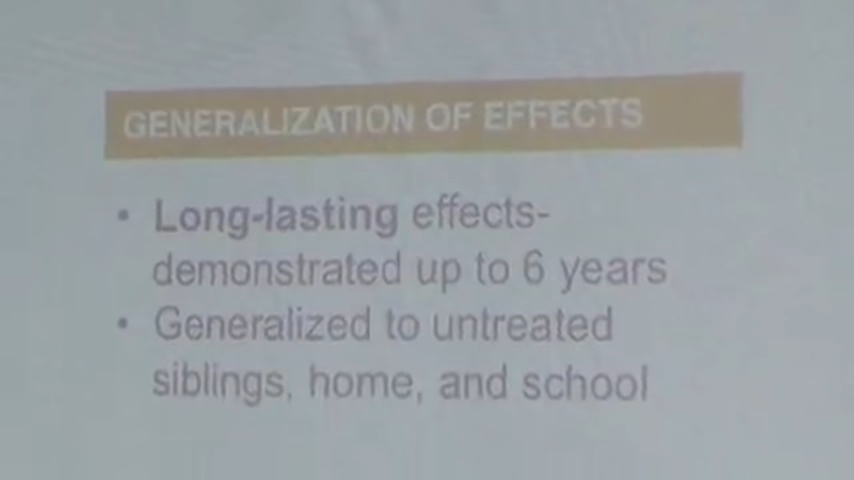 GENERALIZATION OF EFFECTS
• Long-lasting effects-
demonstrated up to 6 years
• Generalized to untreated
siblings, home, and school